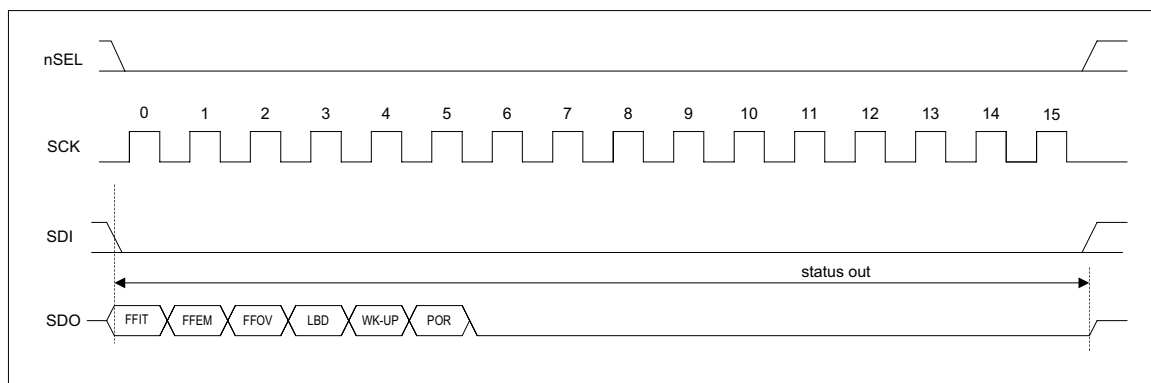 nSEL
0 1 2 3 4 5 6 7 8 9 10 11 12 13 14 15
SCK
SDI
status out
SDO FFIT FFEM FFOV LBD WK-UP POR